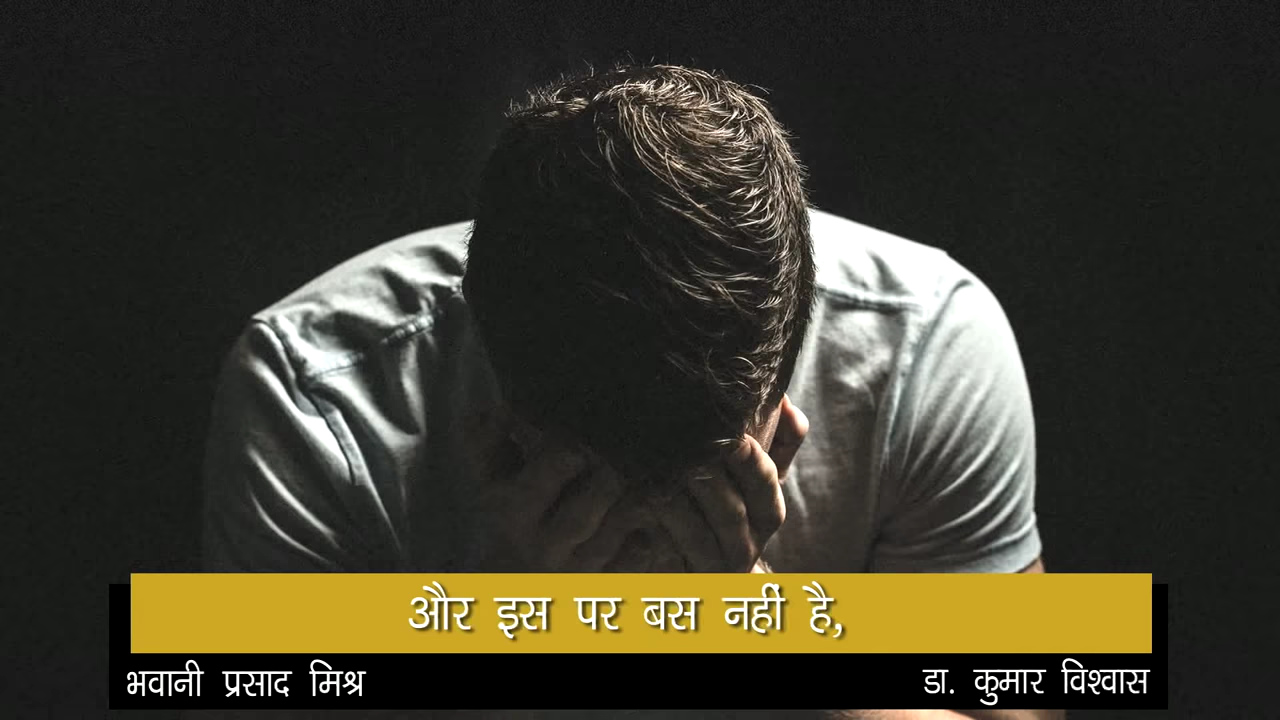 और इस पर बस नहीं है,
भवानी प्रसाद मिश्र
डा. कुमार विश्वास